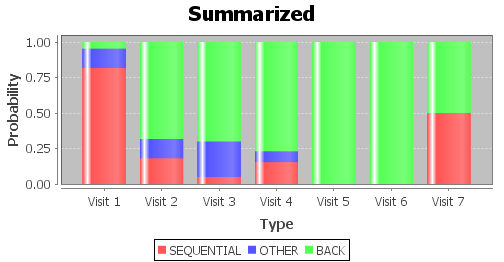 Summarized
Probability
1.00
0.75
0.50
0.25
0.00
Visit 1 Visit 2 Visit 3 Visit 4 Visit 5 Visit 6 Visit 7
Type
SEQUENTIAL OTHER BACK